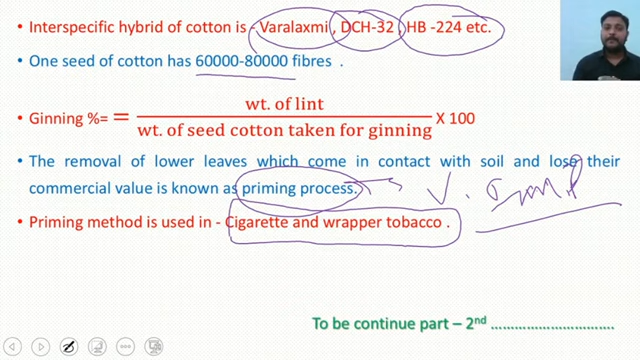 • Interspecific hybrid of cotton is - Varalaxmi , DCH-32 , HB -224 etc.
• One seed of cotton has 60000-80000 fibres .
• Ginning %= = wt. of lint / wt. of seed cotton taken for ginning X 100
• The removal of lower leaves which come in contact with soil and lose their
commercial value is known as priming process.
• Priming method is used in - Cigarette and wrapper tobacco .
To be continue part – 2nd ................................